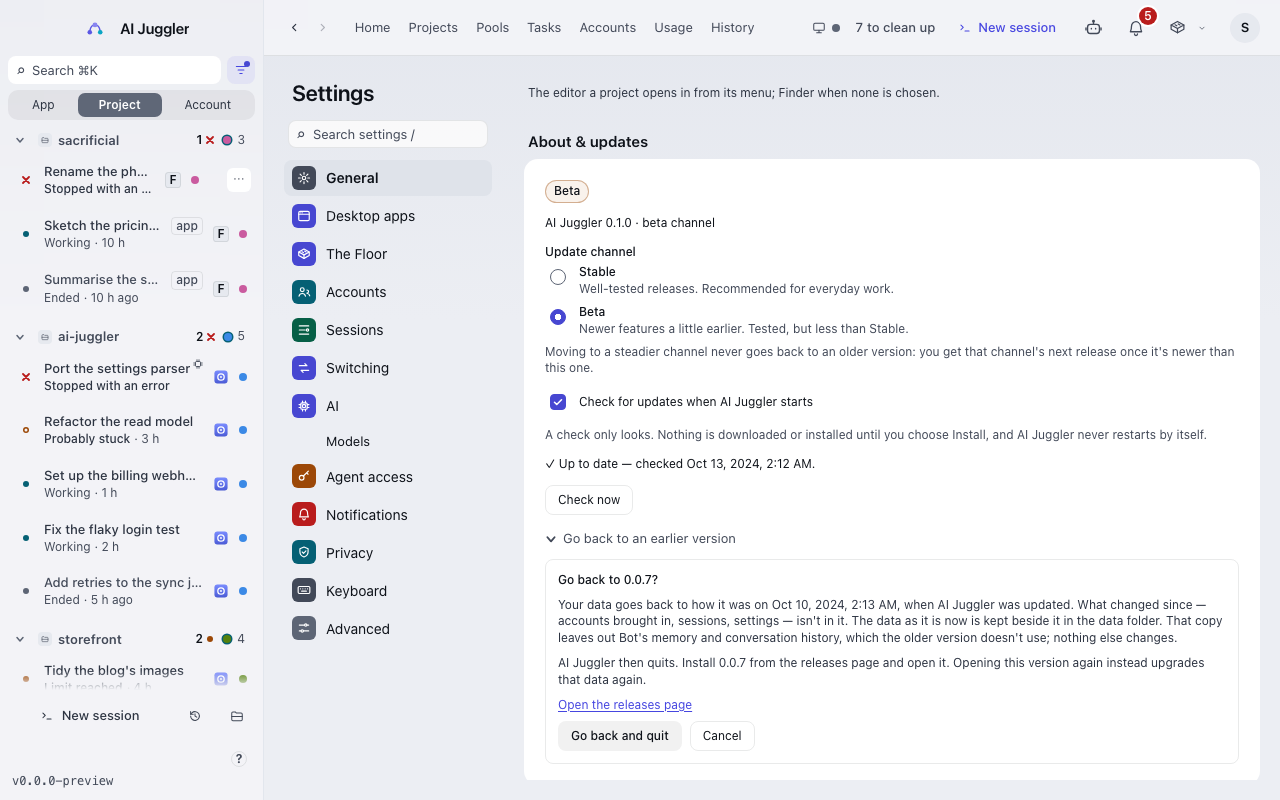 AI Juggler
Search ⌘K
App Project Account
sacrificial 1 3
Rename the ph... F
Stopped with an ...
Sketch the pricin... app F
Working · 10 h
Summarise the s... app F
Ended · 10 h ago
ai-juggler 2 5
Port the settings parser
Stopped with an error
Refactor the read model
Probably stuck · 3 h
Set up the billing webh...
Working · 1 h
Fix the flaky login test
Working · 2 h
Add retries to the sync j...
Ended · 5 h ago
storefront 2 4
Tidy the blog's images
Limit reached · 4 h
New session
?
v0.0.0-preview
Home Projects Pools Tasks Accounts Usage History 7 to clean up New session 5 S
Settings
Search settings /
General
Desktop apps
The Floor
Accounts
Sessions
Switching
AI
Models
Agent access
Notifications
Privacy
Keyboard
Advanced
The editor a project opens in from its menu; Finder when none is chosen.
About & updates
Beta
AI Juggler 0.1.0 · beta channel
Update channel
Stable
Well-tested releases. Recommended for everyday work.
Beta
Newer features a little earlier. Tested, but less than Stable.
Moving to a steadier channel never goes back to an older version: you get that channel's next release once it's newer than
this one.
Check for updates when AI Juggler starts
A check only looks. Nothing is downloaded or installed until you choose Install, and AI Juggler never restarts by itself.
✓ Up to date — checked Oct 13, 2024, 2:12 AM.
Check now
Go back to an earlier version
Go back to 0.0.7?
Your data goes back to how it was on Oct 10, 2024, 2:13 AM, when AI Juggler was updated. What changed since —
accounts brought in, sessions, settings — isn't in it. The data as it is now is kept beside it in the data folder. That copy
leaves out Bot's memory and conversation history, which the older version doesn't use; nothing else changes.
AI Juggler then quits. Install 0.0.7 from the releases page and open it. Opening this version again instead upgrades
that data again.
Open the releases page
Go back and quit Cancel